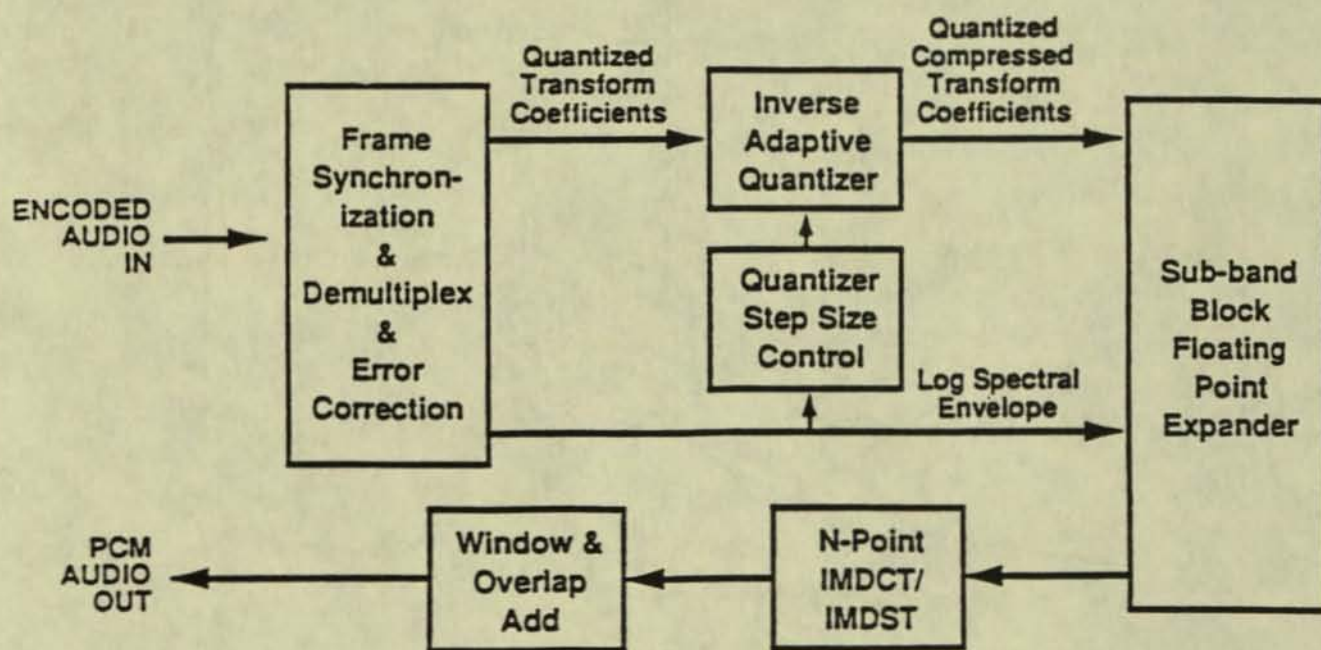 ENCODED
AUDIO
IN
Frame
Synchron-
ization
&
Demultiplex
&
Error
Correction
Quantized
Transform
Coefficients
Inverse
Adaptive
Quantizer
Quantized
Compressed
Transform
Coefficients
Quantizer
Step Size
Control
Log Spectral
Envelope
Sub-band
Block
Floating
Point
Expander
N-Point
IMDCT/
IMDST
Window &
Overlap
Add
PCM
AUDIO
OUT